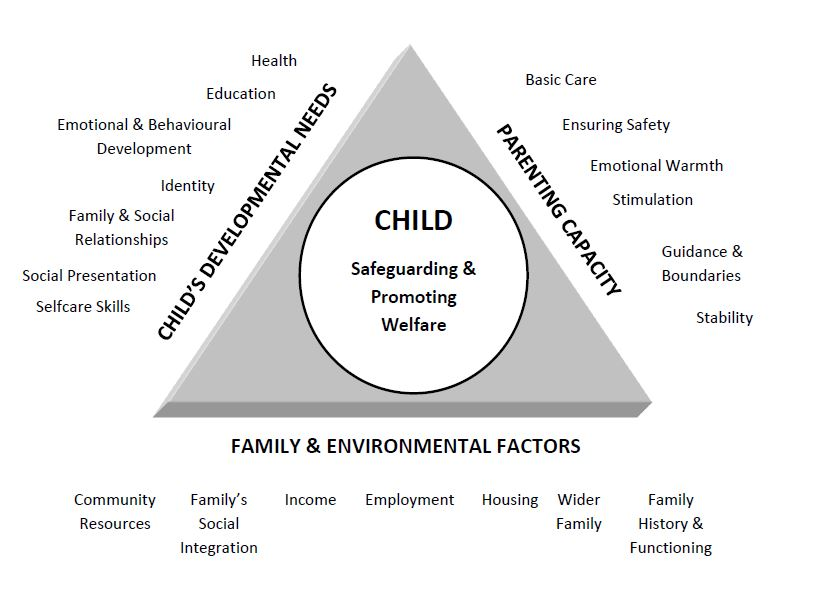 Health
Education
Emotional & Behavioural
Development
Identity
Family & Social
Relationships
Social Presentation
Selfcare Skills
CHILD'S DEVELOPMENTAL NEEDS
CHILD
Safeguarding &
Promoting
Welfare
PARENTING CAPACITY
Basic Care
Ensuring Safety
Emotional Warmth
Stimulation
Guidance &
Boundaries
Stability
FAMILY & ENVIRONMENTAL FACTORS
Community
Resources
Family's
Social
Integration
Income
Employment
Housing
Wider
Family
Family
History &
Functioning